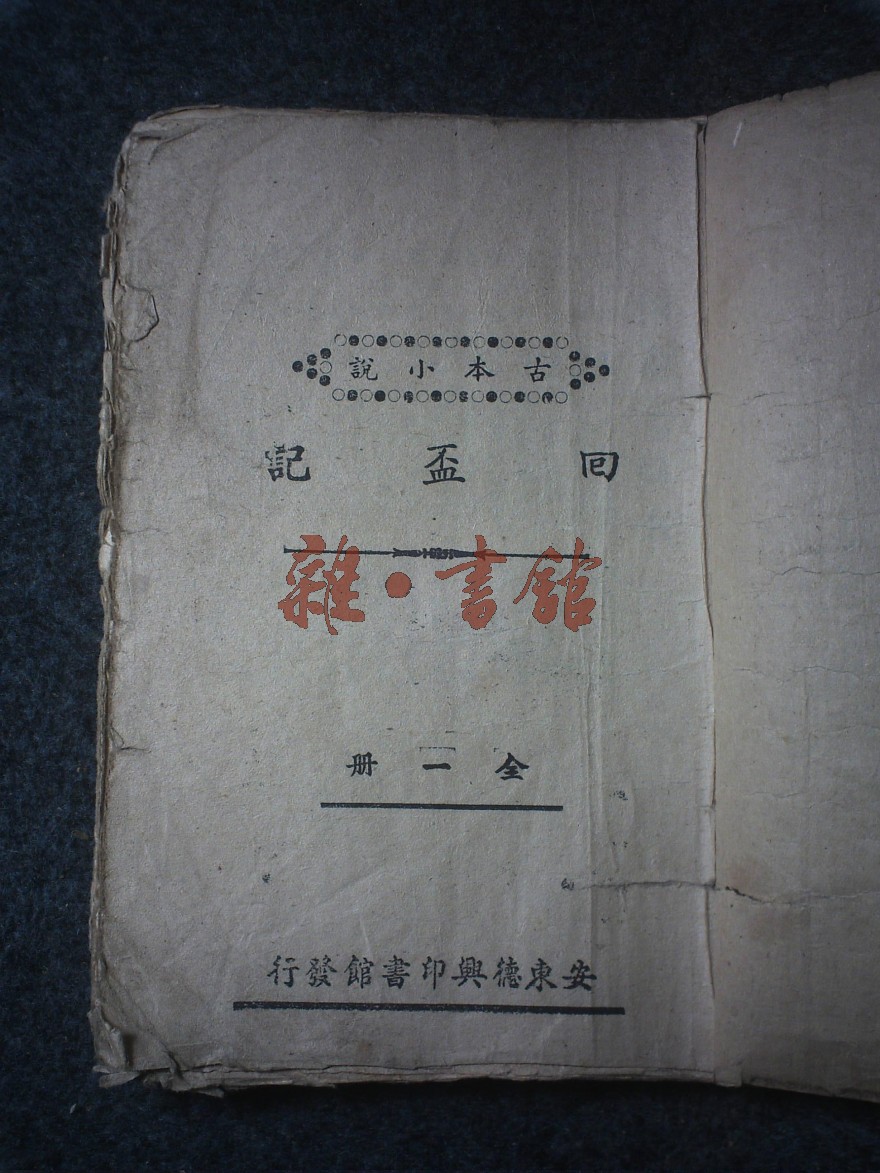 古本小說
回盃記
雜·書館
全一册
安東德興印書館發行